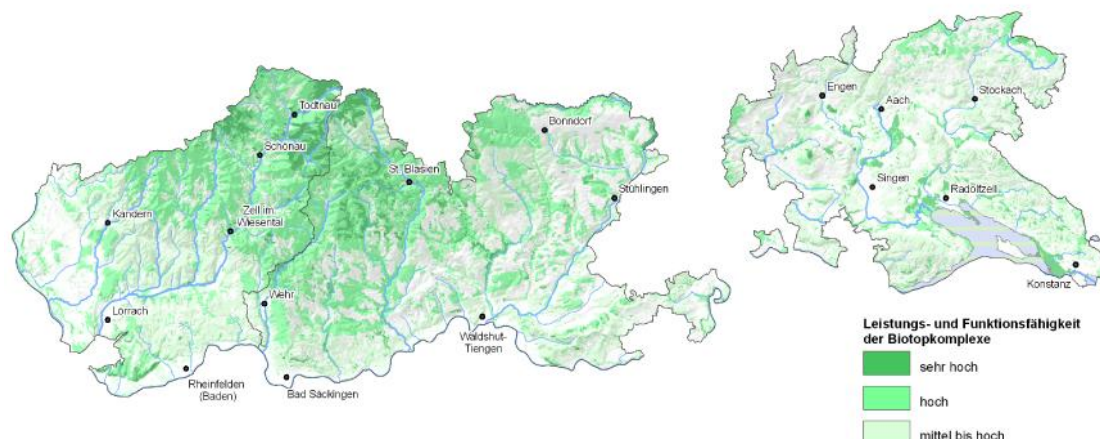 Todtnau
Schönau
St. Blasien
Bonndorf
Stühlingen
Kandern
Zell im
Wiesental
Wehr
Lörrach
Rheinfelden
(Baden)
Bad Säckingen
Waldshut-
Tiengen
Engen
Aach
Stockach
Singen
Radolfzell
Konstanz
Leistungs- und Funktionsfähigkeit
der Biotopkomplexe
sehr hoch
hoch
mittel bis hoch